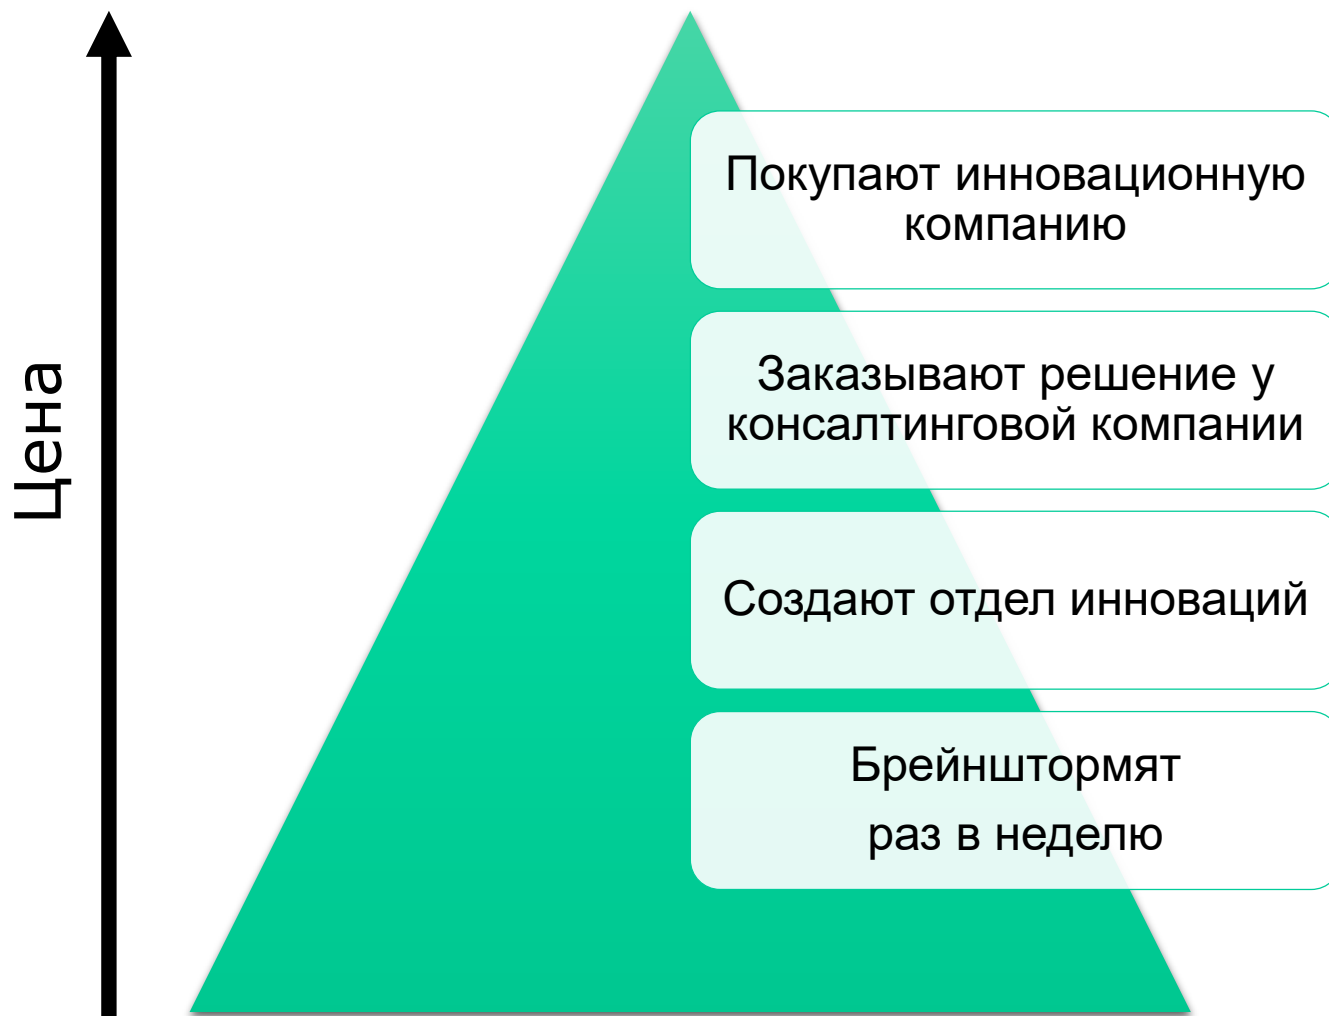 Цена
Покупают инновационную
компанию
Заказывают решение у
консалтинговой компании
Создают отдел инноваций
Брейнштормят
раз в неделю